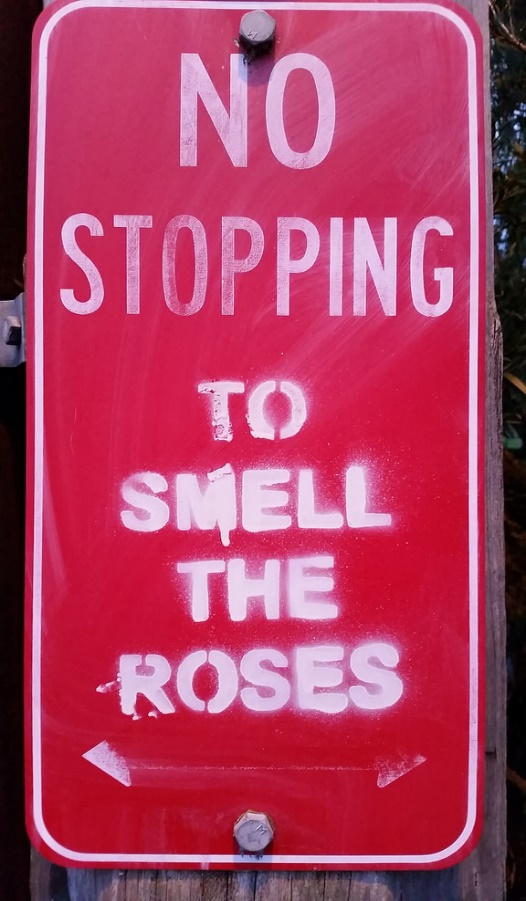 NO
STOPPING
TO
SMELL
THE
ROSES